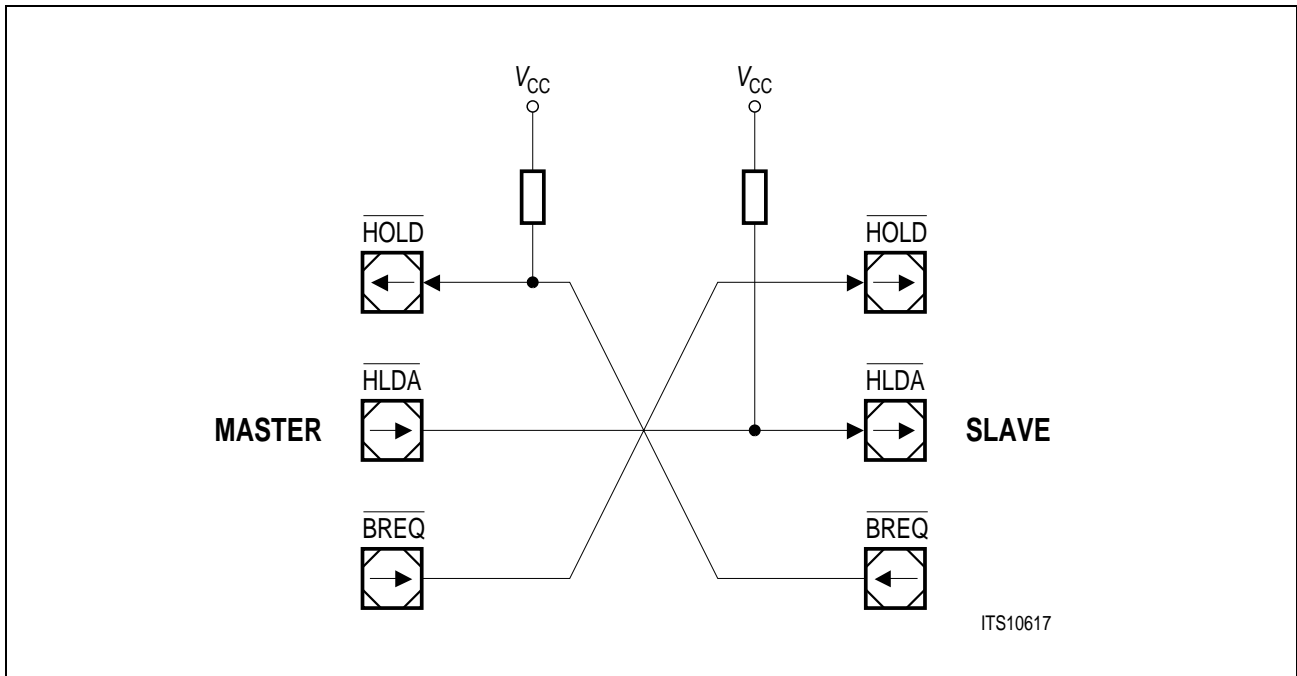 VCC VCC
HOLD HOLD
HLDA HLDA
MASTER SLAVE
BREQ BREQ
ITS10617